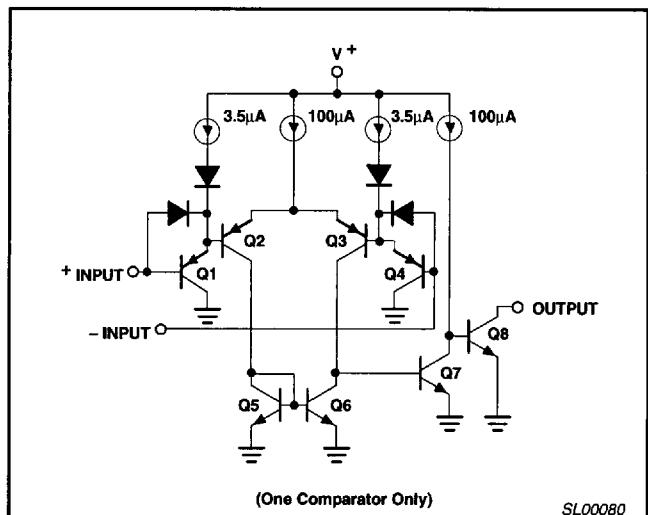 V+
3.5µA 100µA 3.5µA 100µA
Q2 Q3
+ INPUT Q1 Q4
– INPUT
OUTPUT
Q8
Q7
Q5 Q6
(One Comparator Only)
SL00080